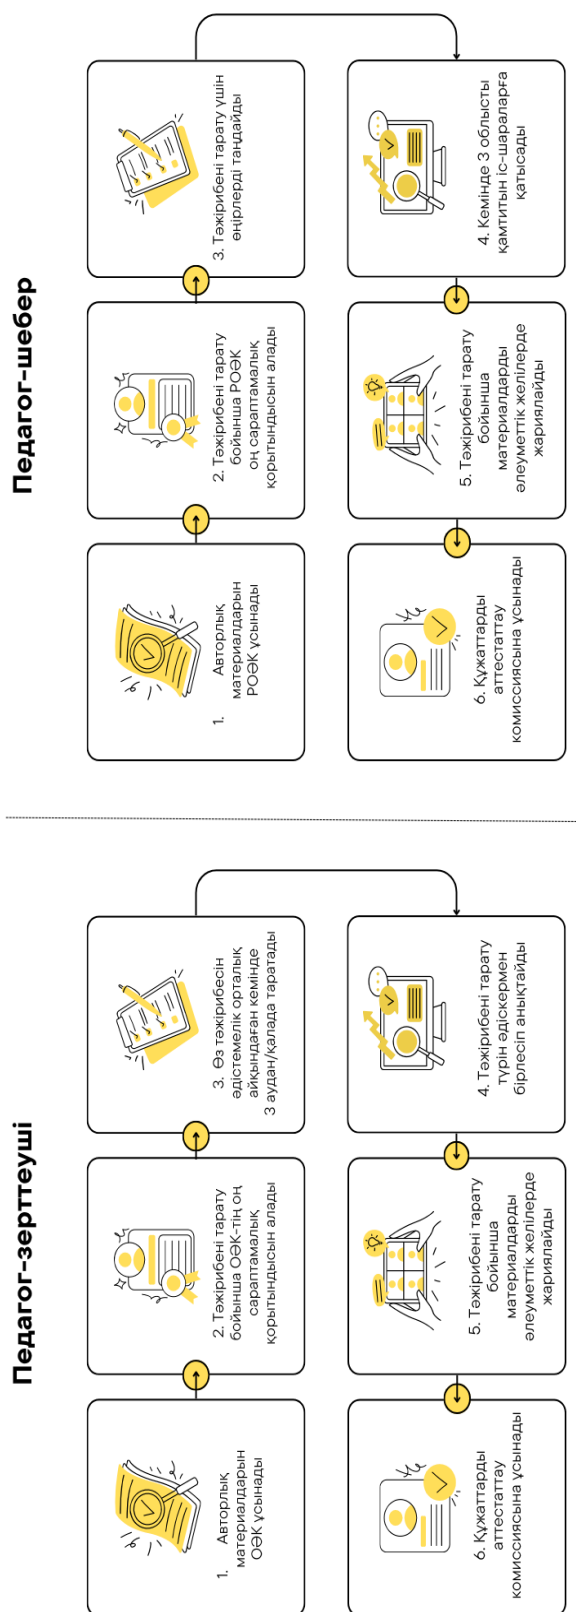 Педагог-зерттеуші
1. Авторлық
материалдарын
ОӘК ұсынады
2. Тәжірибені тарату
бойынша ОӘК-тің оң
сараптамалық
қорытындысын алады
3. Өз тәжірибесін
әдістемелік орталық
айқындаған кемінде
3 аудан/қалада таратады
4. Тәжірибені тарату
түрін әдіскермен
бірлесіп анықтайды
5. Тәжірибені тарату
бойынша
материалдарды
әлеуметтік желілерде
жариялайды
6. Құжаттарды
аттестаттау
комиссиясына ұсынады
Педагог-шебер
1. Авторлық
материалдарын
РОӘК ұсынады
2. Тәжірибені тарату
бойынша РОӘК
оң сараптамалық
қорытындысын алады
3. Тәжірибені тарату үшін
өңірлерді таңдайды
4. Кемінде 3 облысты
қамтитын іс-шараларға
қатысады
5. Тәжірибені тарату
бойынша
материалдарды
әлеуметтік желілерде
жариялайды
6. Құжаттарды
аттестаттау
комиссиясына ұсынады